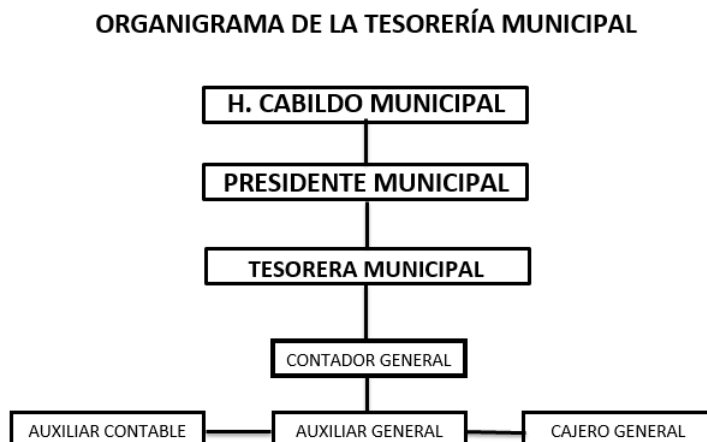 ORGANIGRAMA DE LA TESORERÍA MUNICIPAL
H. CABILDO MUNICIPAL
PRESIDENTE MUNICIPAL
TESORERA MUNICIPAL
CONTADOR GENERAL
AUXILIAR CONTABLE
AUXILIAR GENERAL
CAJERO GENERAL